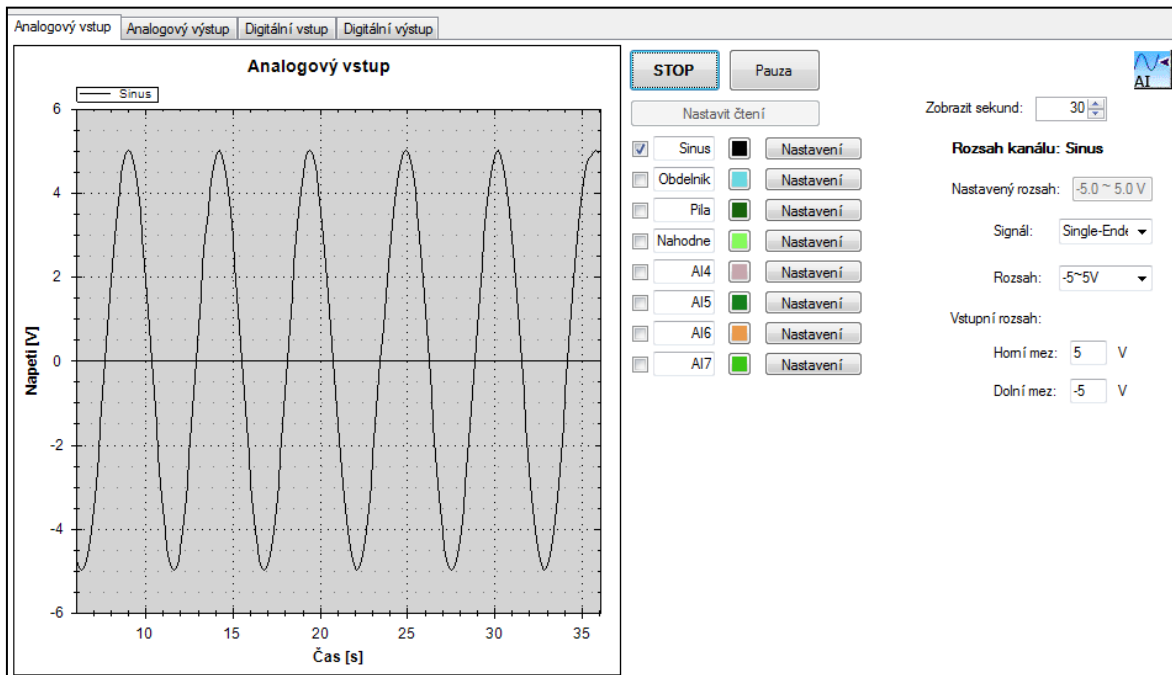 Analogový vstup Analogový výstup Digitální vstup Digitální výstup
Analogový vstup
Sinus
6
4
2
0
-2
-4
-6
Napeti [V]
10 15 20 25 30 35
Čas [s]
STOP Pauza
Nastavit čtení
Sinus Nastavení
Obdelnik Nastavení
Pila Nastavení
Nahodne Nastavení
AI4 Nastavení
AI5 Nastavení
AI6 Nastavení
AI7 Nastavení
AI
Zobrazit sekund: 30
Rozsah kanálu: Sinus
Nastavený rozsah: -5.0 ~ 5.0 V
Signál: Single-Ende
Rozsah: -5~5V
Vstupní rozsah:
Horní mez: 5 V
Dolní mez: -5 V